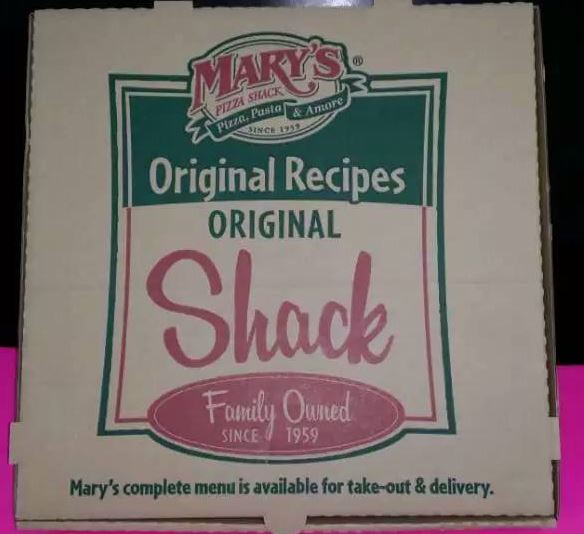 MARY'S®
PIZZA SHACK
Pizza, Pasta & Amore
SINCE 1959
Original Recipes
ORIGINAL
Shack
Family Owned
SINCE 1959
Mary's complete menu is available for take-out & delivery.